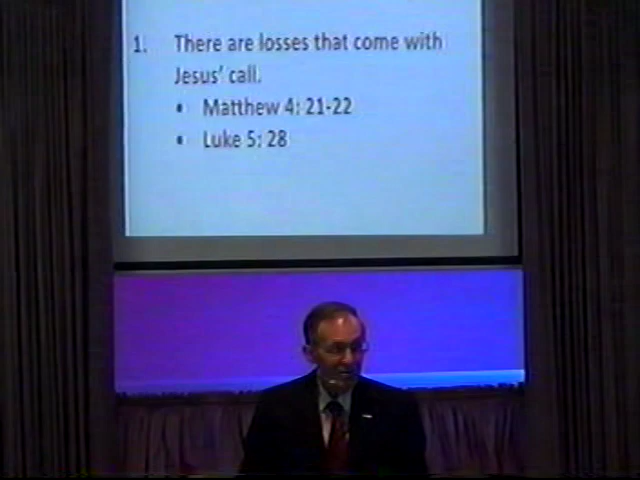 1. There are losses that come with
Jesus’ call.
• Matthew 4: 21-22
• Luke 5: 28